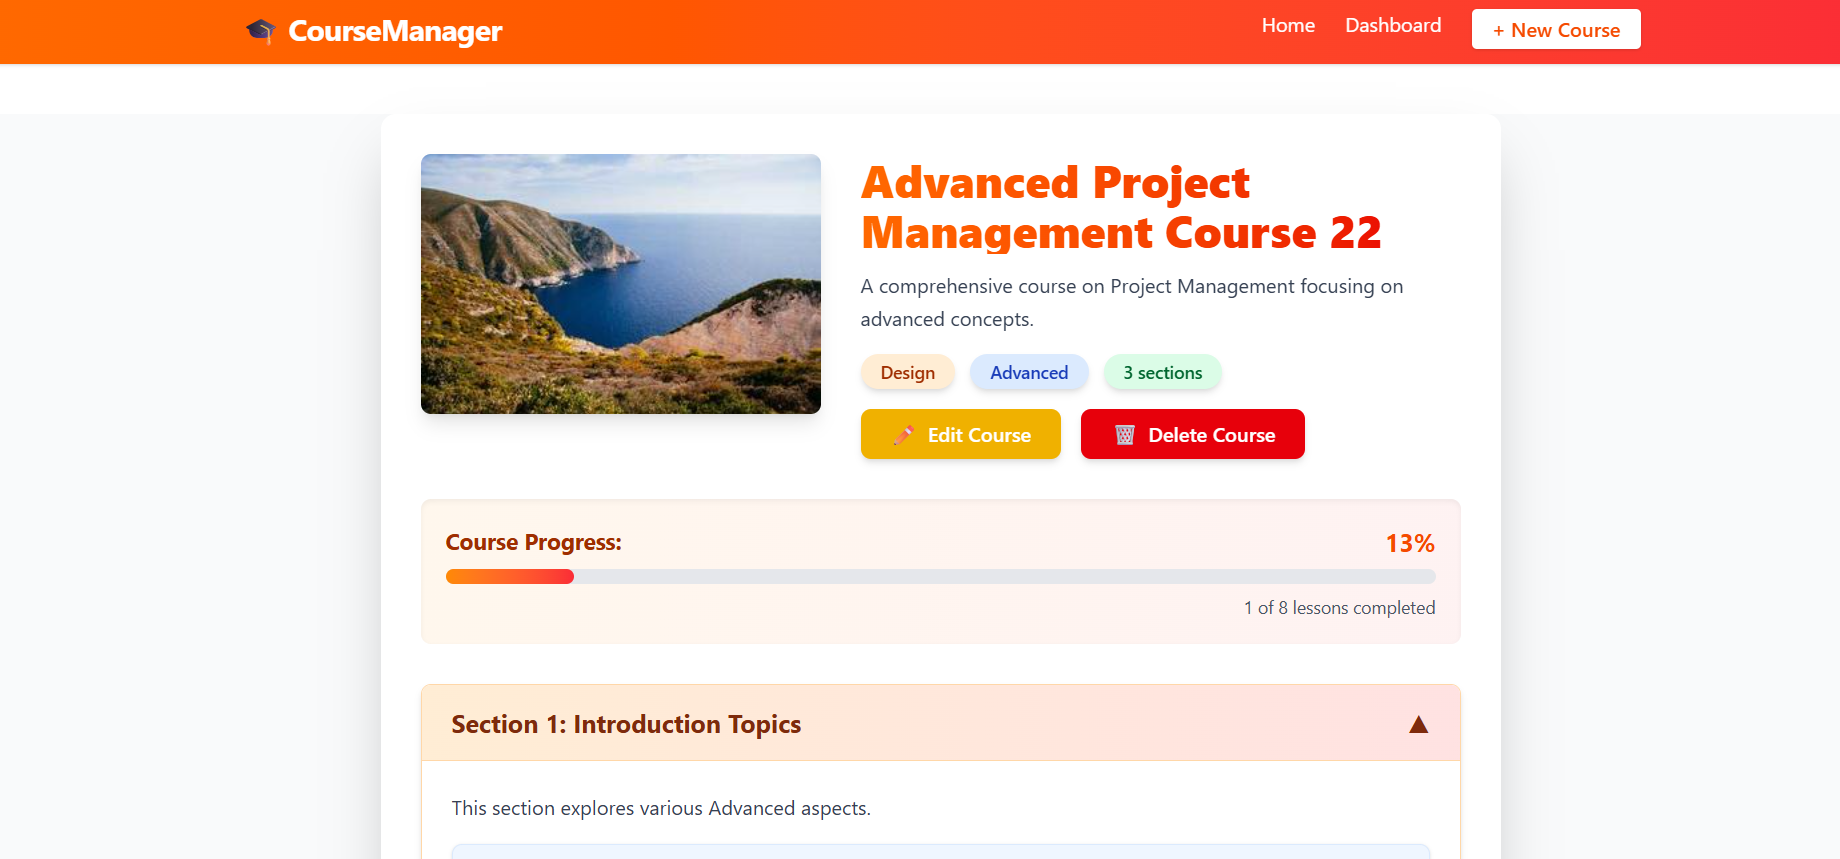 CourseManager
Home
Dashboard
+ New Course
Advanced Project
Management Course 22
A comprehensive course on Project Management focusing on
advanced concepts.
Design
Advanced
3 sections
Edit Course
Delete Course
Course Progress:
13%
1 of 8 lessons completed
Section 1: Introduction Topics
▲
This section explores various Advanced aspects.